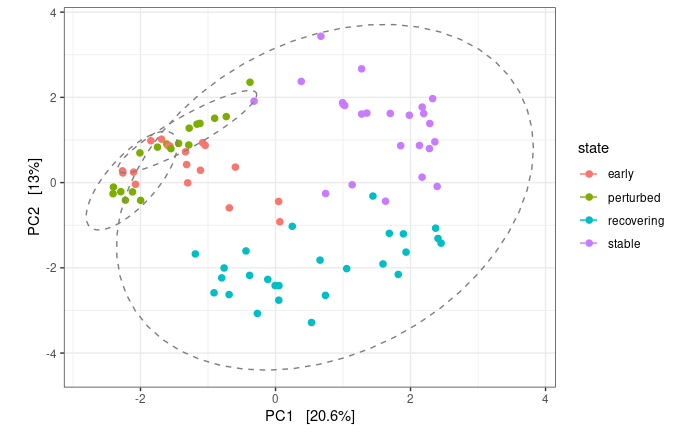 4
2
0
-2
-4
PC2 [13%]
-2
0
2
4
PC1 [20.6%]
state
early
perturbed
recovering
stable